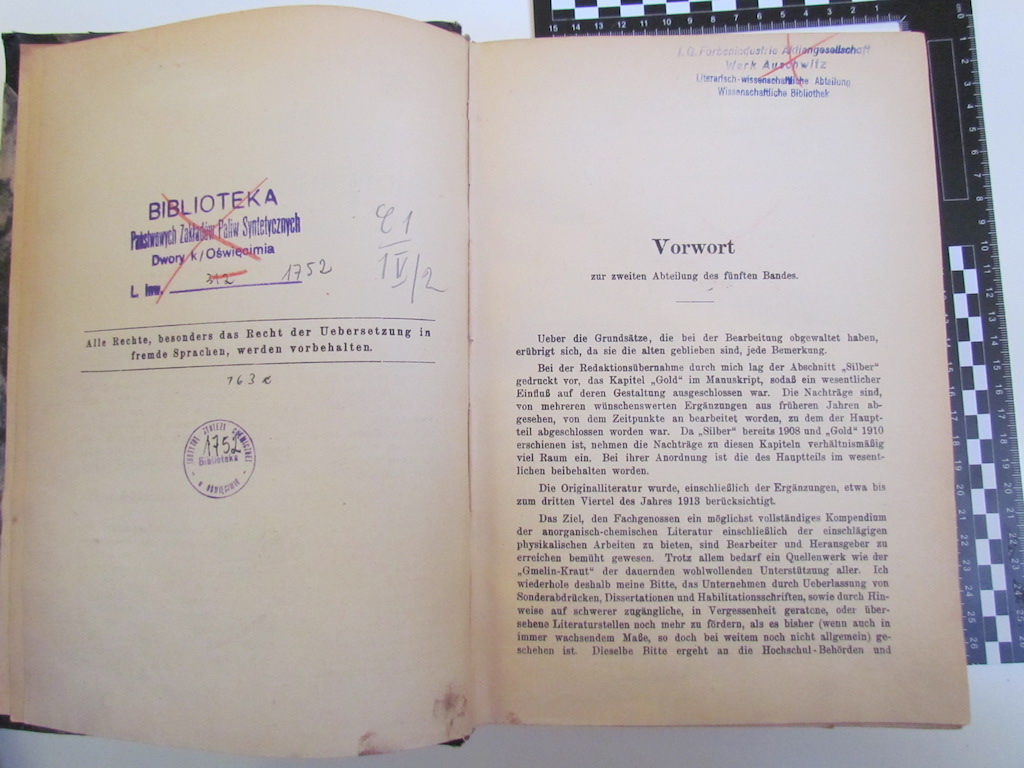 BIBLIOTEKA
Państwowych Zakładów Paliw Syntetycznych
Dwory k/Oświęcimia
L. inw. 312 1752
C1
IV/2
Alle Rechte, besonders das Recht der Uebersetzung in
fremde Sprachen, werden vorbehalten.
163
INSTYTUT SYNTEZY CHEMICZNEJ
1752
Biblioteka
w OŚWIĘCIMIU
I. G. Farbenindustrie Aktiengesellschaft
Werk Auschwitz
Literarisch-wissenschaftliche Abteilung
Wissenschaftliche Bibliothek
Vorwort
zur zweiten Abteilung des fünften Bandes.
Ueber die Grundsätze, die bei der Bearbeitung obgewaltet haben,
erübrigt sich, da sie die alten geblieben sind, jede Bemerkung.
Bei der Redaktionsübernahme durch mich lag der Abschnitt „Silber“
gedruckt vor, das Kapitel „Gold“ im Manuskript, sodaß ein wesentlicher
Einfluß auf deren Gestaltung ausgeschlossen war. Die Nachträge sind,
von mehreren wünschenswerten Ergänzungen aus früheren Jahren ab-
gesehen, von dem Zeitpunkte an bearbeitet worden, zu dem der Haupt-
teil abgeschlossen worden war. Da „Silber“ bereits 1908 und „Gold“ 1910
erschienen ist, nehmen die Nachträge zu diesen Kapiteln verhältnismäßig
viel Raum ein. Bei ihrer Anordnung ist die des Hauptteils im wesent-
lichen beibehalten worden.
Die Originalliteratur wurde, einschließlich der Ergänzungen, etwa bis
zum dritten Viertel des Jahres 1913 berücksichtigt.
Das Ziel, den Fachgenossen ein möglichst vollständiges Kompendium
der anorganisch-chemischen Literatur einschließlich der einschlägigen
physikalischen Arbeiten zu bieten, sind Bearbeiter und Herausgeber zu
erreichen bemüht gewesen. Trotz allem bedarf ein Quellenwerk wie der
„Gmelin-Kraut“ der dauernden wohlwollenden Unterstützung aller. Ich
wiederhole deshalb meine Bitte, das Unternehmen durch Ueberlassung von
Sonderabdrücken, Dissertationen und Habilitationsschriften, sowie durch Hin-
weise auf schwerer zugängliche, in Vergessenheit geratene, oder über-
sehene Literaturstellen noch mehr zu fördern, als es bisher (wenn auch in
immer wachsendem Maße, so doch bei weitem noch nicht allgemein) ge-
schehen ist. Dieselbe Bitte ergeht an die Hochschul-Behörden und